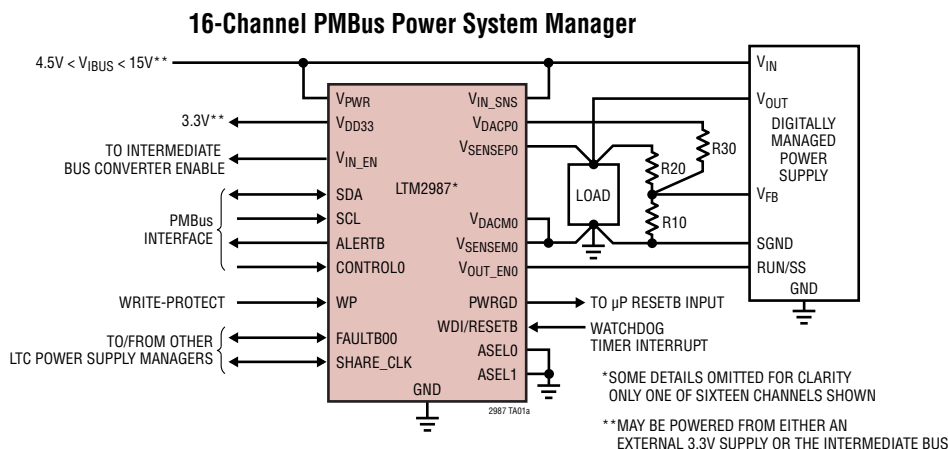 16-Channel PMBus Power System Manager
4.5V < VIBUS < 15V**
3.3V**
TO INTERMEDIATE
BUS CONVERTER ENABLE
PMBus
INTERFACE
WRITE-PROTECT
TO/FROM OTHER
LTC POWER SUPPLY MANAGERS
VPWR
VDD33
VIN_EN
SDA
SCL
ALERTB
CONTROL0
WP
FAULTB00
SHARE_CLK
GND
LTM2987*
VIN_SNS
VDACP0
VSENSEP0
VDACM0
VSENSEM0
VOUT_EN0
PWRGD
WDI/RESETB
ASEL0
ASEL1
2987 TA01a
LOAD
R20
R30
R10
VIN
VOUT
DIGITALLY
MANAGED
POWER
SUPPLY
VFB
SGND
RUN/SS
GND
TO µP RESETB INPUT
WATCHDOG
TIMER INTERRUPT
*SOME DETAILS OMITTED FOR CLARITY
ONLY ONE OF SIXTEEN CHANNELS SHOWN
**MAY BE POWERED FROM EITHER AN
EXTERNAL 3.3V SUPPLY OR THE INTERMEDIATE BUS